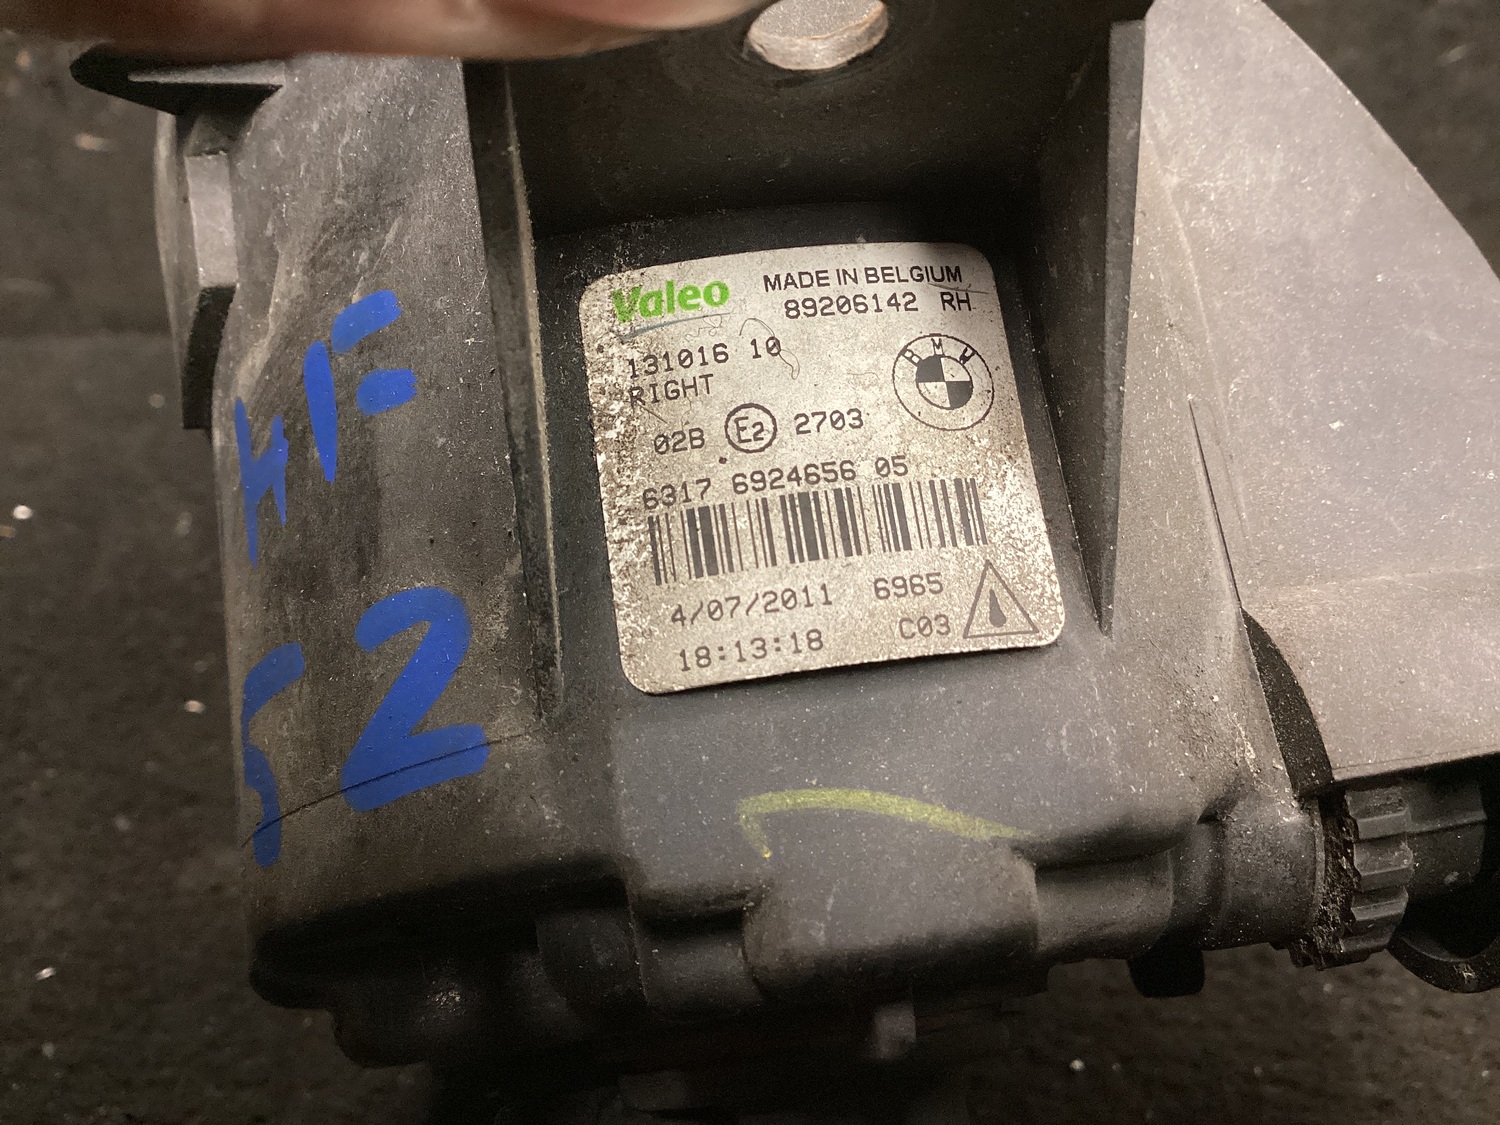 Valeo MADE IN BELGIUM
89206142 RH
131016 10
RIGHT
BMW
02B E2 2703
6317 6924656 05
4/07/2011 6965
18:13:18 C03
52